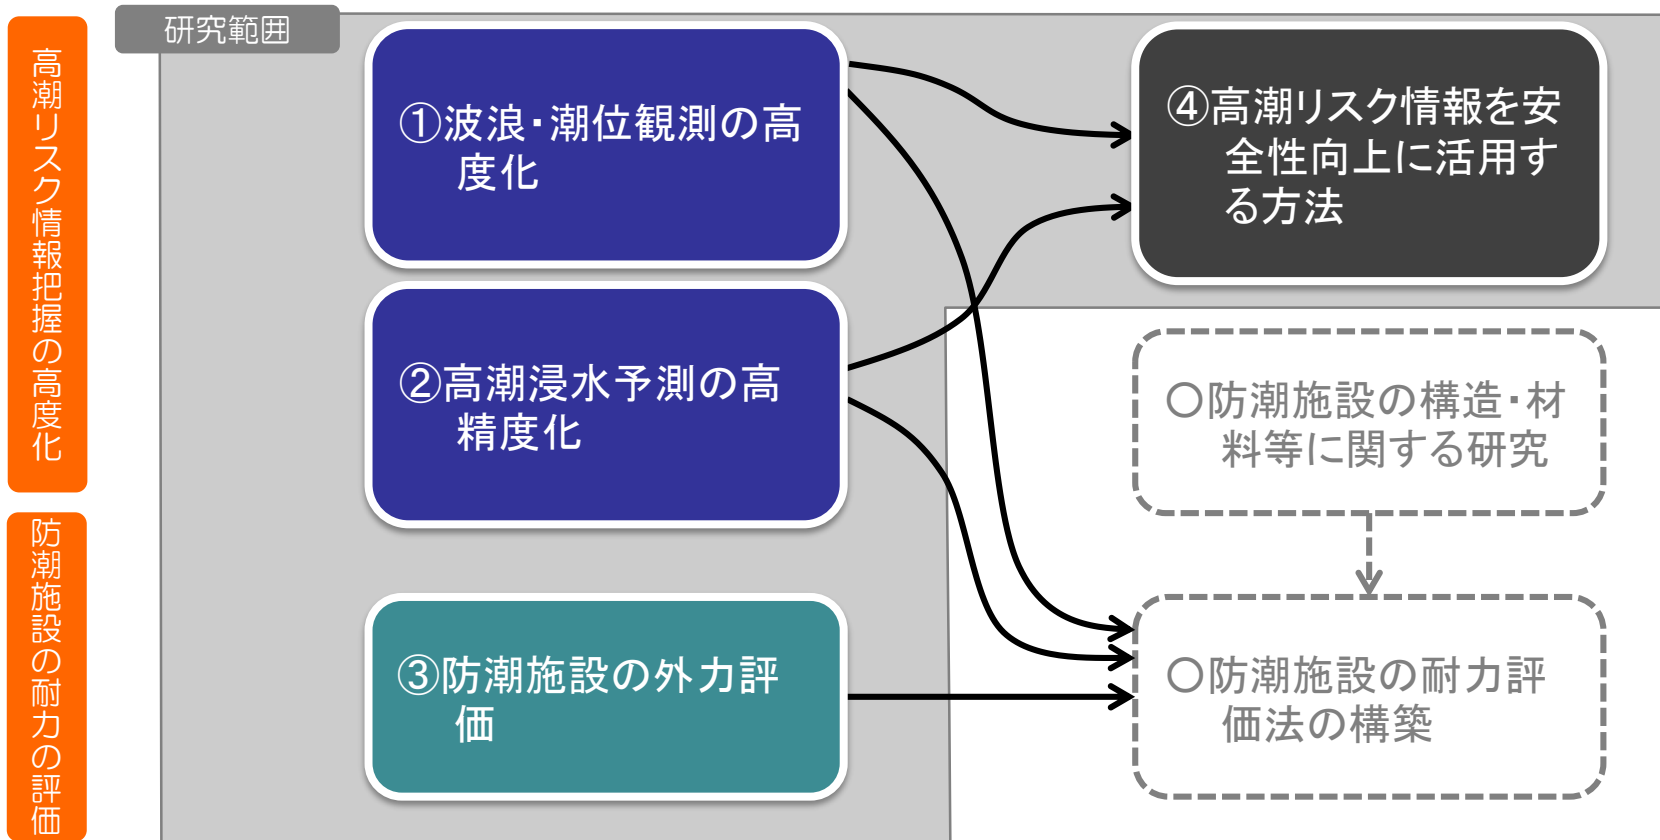 研究範囲
高潮リスク情報把握の高度化
防潮施設の耐力の評価
①波浪・潮位観測の高
度化
②高潮浸水予測の高
精度化
③防潮施設の外力評
価
④高潮リスク情報を安
全性向上に活用す
る方法
○防潮施設の構造・材
料等に関する研究
○防潮施設の耐力評
価法の構築